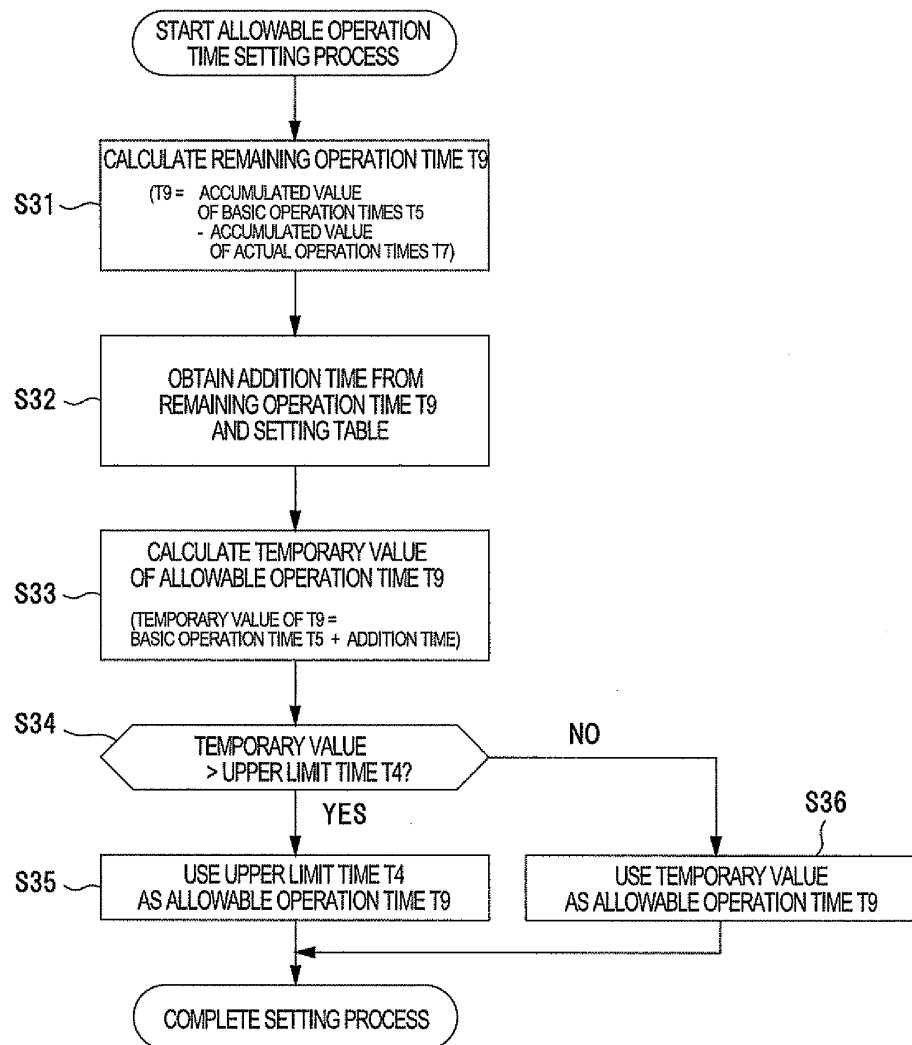 START ALLOWABLE OPERATION
TIME SETTING PROCESS
S31
CALCULATE REMAINING OPERATION TIME T9
(T9 = ACCUMULATED VALUE
OF BASIC OPERATION TIMES T5
- ACCUMULATED VALUE
OF ACTUAL OPERATION TIMES T7)
S32
OBTAIN ADDITION TIME FROM
REMAINING OPERATION TIME T9
AND SETTING TABLE
S33
CALCULATE TEMPORARY VALUE
OF ALLOWABLE OPERATION TIME T9
(TEMPORARY VALUE OF T9 =
BASIC OPERATION TIME T5 + ADDITION TIME)
S34
TEMPORARY VALUE
> UPPER LIMIT TIME T4?
NO
YES
S35
USE UPPER LIMIT TIME T4
AS ALLOWABLE OPERATION TIME T9
S36
USE TEMPORARY VALUE
AS ALLOWABLE OPERATION TIME T9
COMPLETE SETTING PROCESS